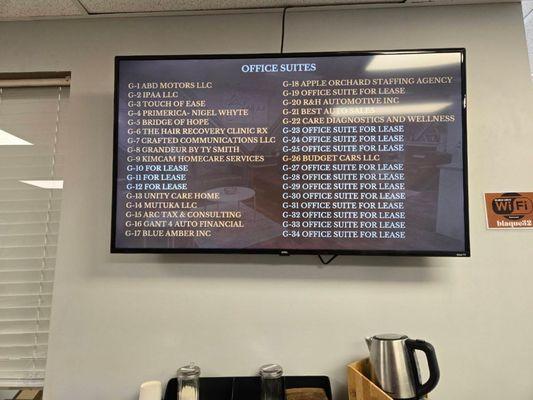 OFFICE SUITES
G-1 ABD MOTORS LLC
G-2 IPAA LLC
G-3 TOUCH OF EASE
G-4 PRIMERICA- NIGEL WHYTE
G-5 BRIDGE OF HOPE
G-6 THE HAIR RECOVERY CLINIC RX
G-7 CRAFTED COMMUNICATIONS LLC
G-8 GRANDEUR BY TY SMITH
G-9 KIMCAM HOMECARE SERVICES
G-10 FOR LEASE
G-11 FOR LEASE
G-12 FOR LEASE
G-13 UNITY CARE HOME
G-14 MUTUKA LLC
G-15 ARC TAX & CONSULTING
G-16 GANT 4 AUTO FINANCIAL
G-17 BLUE AMBER INC
G-18 APPLE ORCHARD STAFFING AGENCY
G-19 OFFICE SUITE FOR LEASE
G-20 R&H AUTOMOTIVE INC
G-21 BEST AUTO SALES
G-22 CARE DIAGNOSTICS AND WELLNESS
G-23 OFFICE SUITE FOR LEASE
G-24 OFFICE SUITE FOR LEASE
G-25 OFFICE SUITE FOR LEASE
G-26 BUDGET CARS LLC
G-27 OFFICE SUITE FOR LEASE
G-28 OFFICE SUITE FOR LEASE
G-29 OFFICE SUITE FOR LEASE
G-30 OFFICE SUITE FOR LEASE
G-31 OFFICE SUITE FOR LEASE
G-32 OFFICE SUITE FOR LEASE
G-33 OFFICE SUITE FOR LEASE
G-34 OFFICE SUITE FOR LEASE
WiFi
blaque32